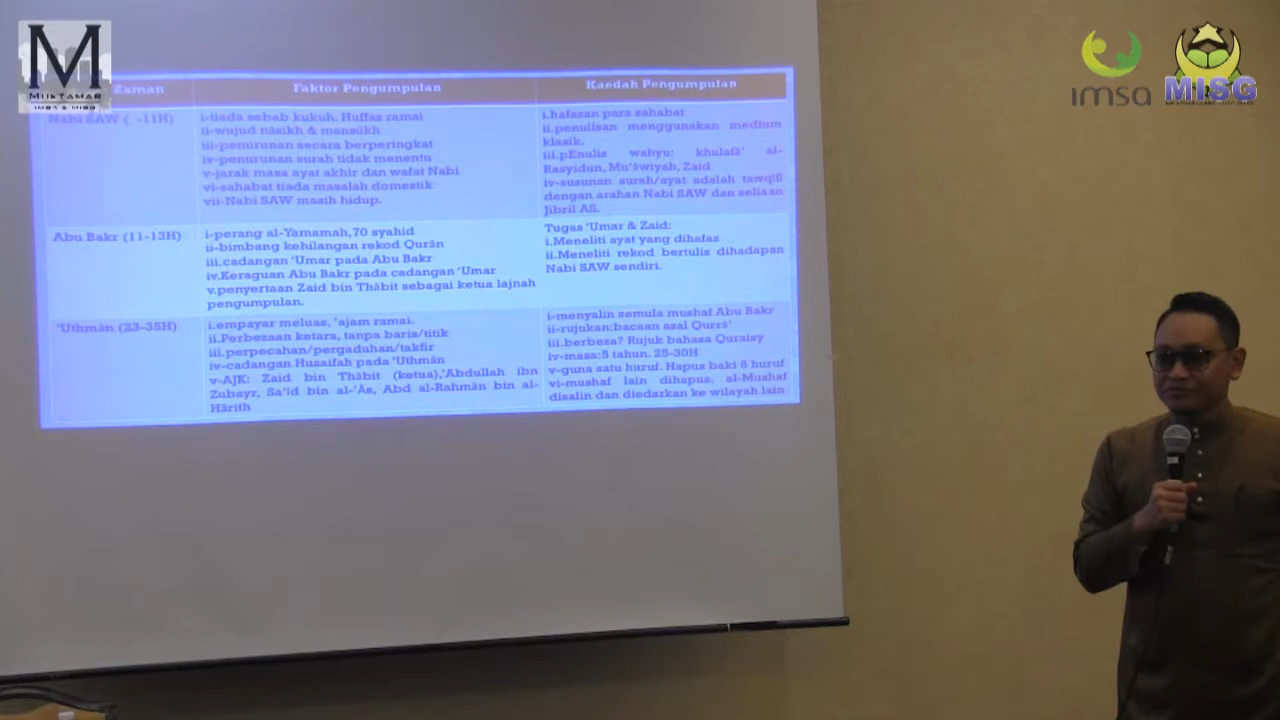 M
MUKTAMAR
IMSA & MISG
imsa
MISG
Zaman
Faktor Pengumpulan
Kaedah Pengumpulan
Nabi SAW ( -11H)
i-tiada sebab kukuh. Huffas ramai
ii-wujud nāsikh & mansūkh
iii-penurunan secara berperingkat
iv-penurunan surah tidak menentu
v-jarak masa ayat akhir dan wafat Nabi
vi-sahabat tiada masalah domestik
vii-Nabi SAW masih hidup.
i.hafazan para sahabat
ii.penulisan menggunakan medium
klasik.
iii.pEnulis wahyu: khulafā' al-
Rasyidun, Mu'āwiyah, Zaid
iv-susunan surah/ayat adalah tawqīfi
dengan arahan Nabi SAW dan seliaan
Jibril AS.
Abu Bakr (11-13H)
i-perang al-Yamamah,70 syahid
ii-bimbang kehilangan rekod Qurān
iii.cadangan 'Umar pada Abu Bakr
iv.Keraguan Abu Bakr pada cadangan 'Umar
v.penyertaan Zaid bin Thābit sebagai ketua lajnah
pengumpulan.
Tugas 'Umar & Zaid:
i.Meneliti ayat yang dihafaz
ii.Meneliti rekod bertulis dihadapan
Nabi SAW sendiri.
'Uthmān (23-35H)
i.empayar meluas, 'ajam ramai.
ii.Perbezaan ketara, tanpa baris/titik
iii.perpecahan/pergaduhan/takfir
iv-cadangan Huzaifah pada 'Uthmān
v-AJK: Zaid bin Thābit (ketua),'Abdullah ibn
Zubayr, Sa'īd bin al-'Ās, Abd al-Rahmān bin al-
Hārith
i-menyalin semula mushaf Abu Bakr
ii-rujukan:bacaan asal Qurrā'
iii.berbeza? Rujuk bahasa Quraisy
iv-masa:5 tahun. 25-30H
v-guna satu huruf. Hapus baki 6 huruf
vi-mushaf lain dihapus. al-Mushaf
disalin dan diedarkan ke wilayah lain